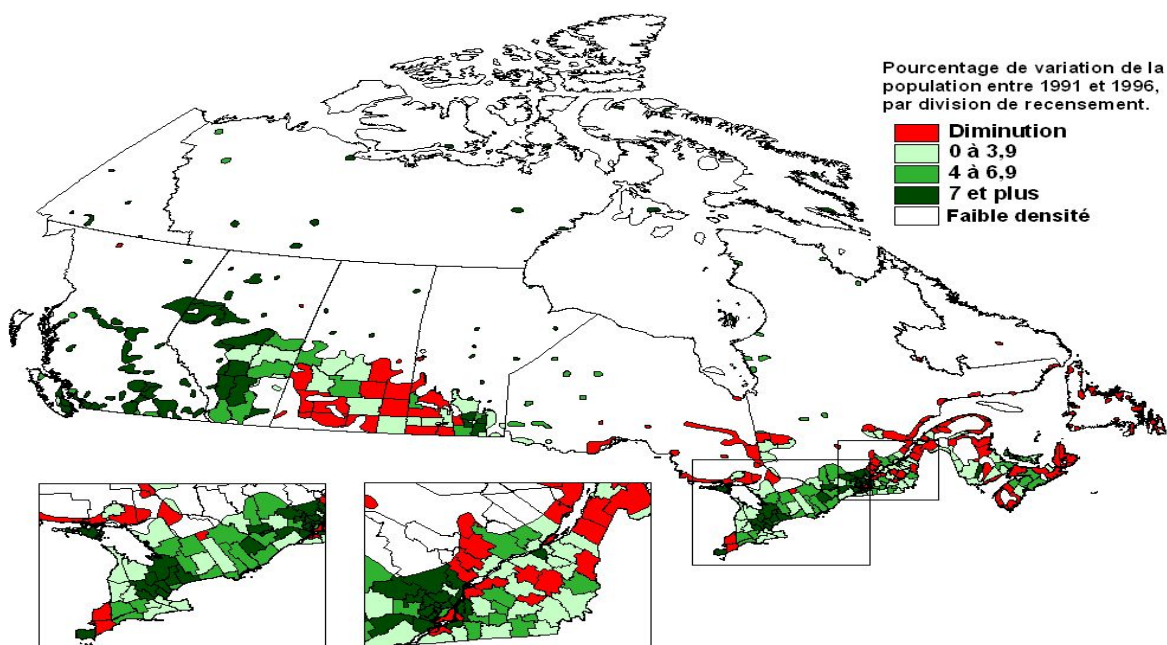 Pourcentage de variation de la
population entre 1991 et 1996,
par division de recensement.
Diminution
0 à 3,9
4 à 6,9
7 et plus
Faible densité